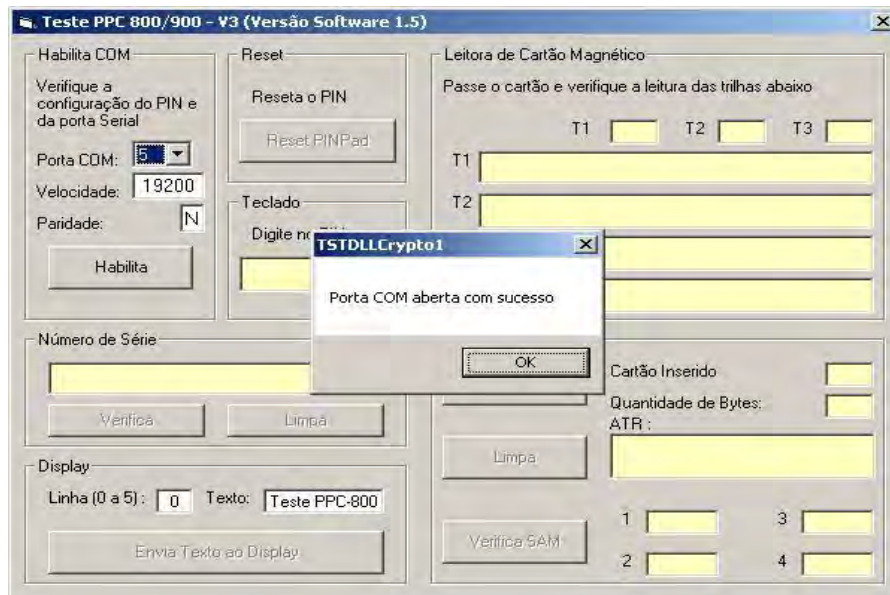 Teste PPC 800/900 - V3 (Versão Software 1.5)
Habilita COM
Verifique a
configuração do PIN e
da porta Serial
Porta COM: 5
Velocidade: 19200
Paridade: N
Habilita
Reset
Reseta o PIN
Reset PINPad
Teclado
Digite no
Leitora de Cartão Magnético
Passe o cartão e verifique a leitura das trilhas abaixo
T1 T2 T3
T1
T2
TSTDLLCrypto1
Porta COM aberta com sucesso
OK
Número de Série
Verifica Limpa
Display
Linha (0 a 5) : 0 Texto: Teste PPC-800
Envia Texto ao Display
Cartão Inserido
Quantidade de Bytes:
ATR :
Limpa
Verifica SAM
1 3
2 4